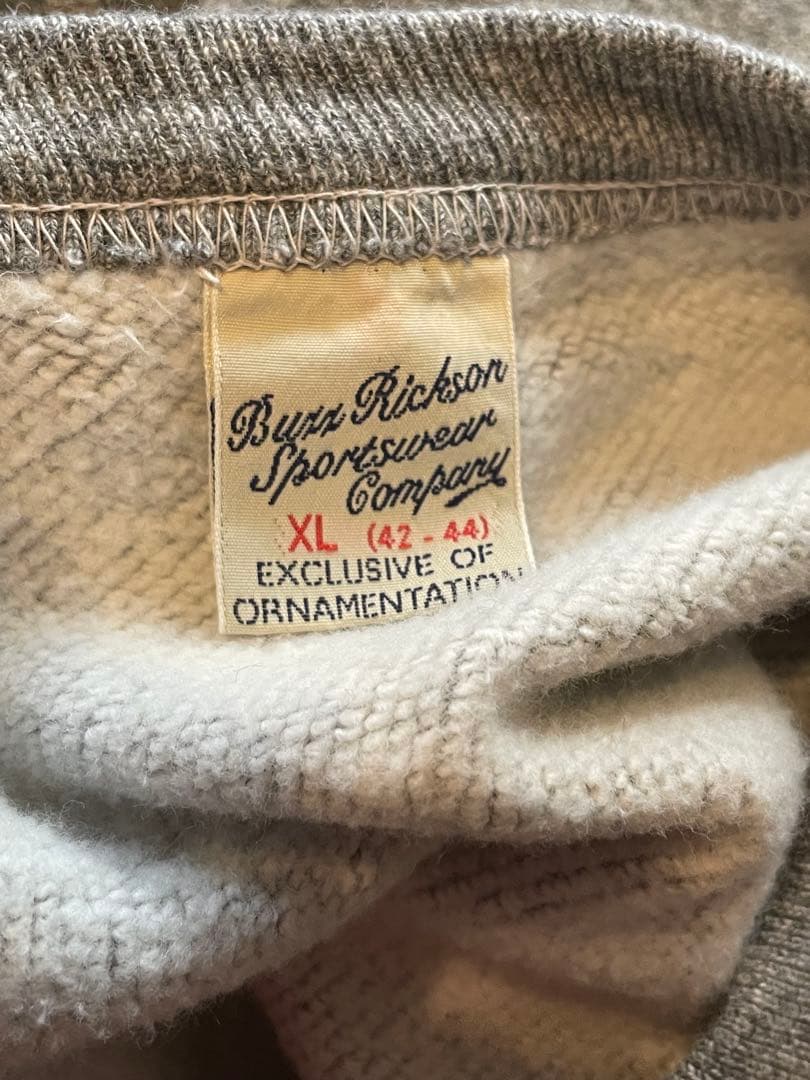 Buzz Rickson
Sportswear
Company
XL (42-44)
EXCLUSIVE OF
ORNAMENTATION